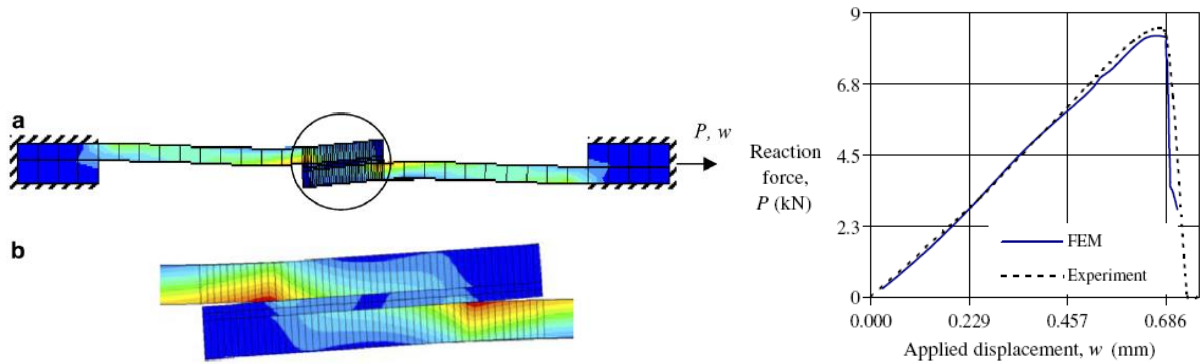 a
P, w
b
Reaction
force,
P (kN)
9
6.8
4.5
2.3
0
FEM
Experiment
0.000
0.229
0.457
0.686
Applied displacement, w (mm)